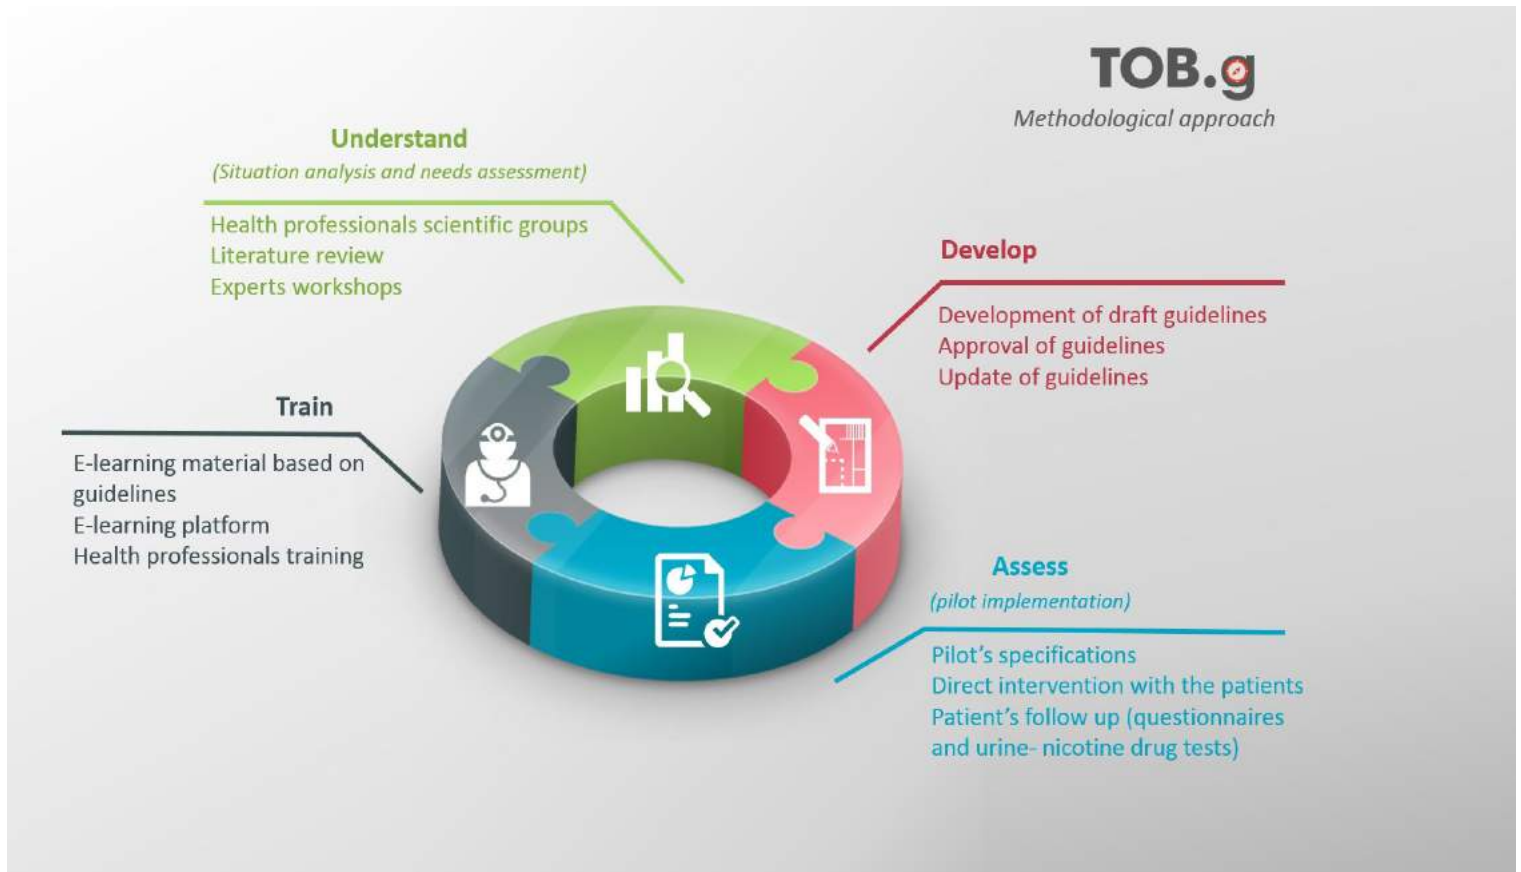 TOB.g
Methodological approach
Understand
(Situation analysis and needs assessment)
Health professionals scientific groups
Literature review
Experts workshops
Develop
Development of draft guidelines
Approval of guidelines
Update of guidelines
Train
E-learning material based on
guidelines
E-learning platform
Health professionals training
Assess
(pilot implementation)
Pilot's specifications
Direct intervention with the patients
Patient's follow up (questionnaires
and urine- nicotine drug tests)